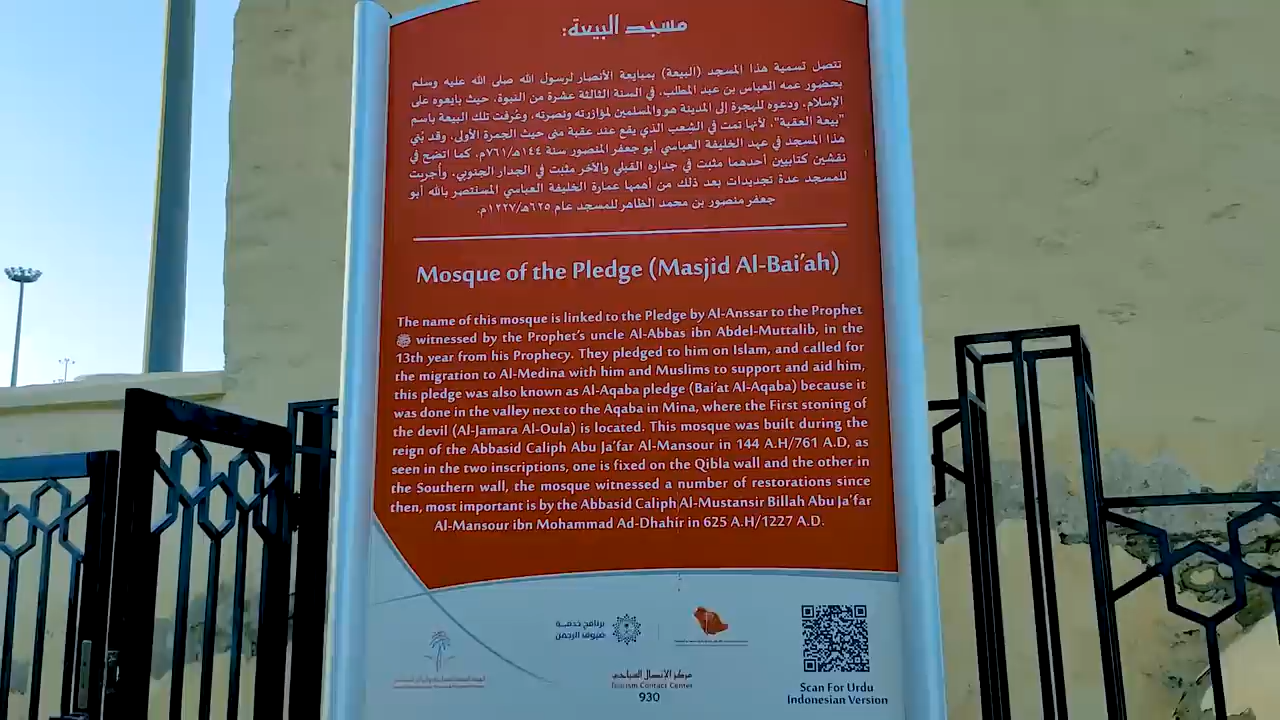 مسجد البيعة:
تتصل تسمية هذا المسجد (البيعة) بمبايعة الأنصار لرسول الله صلى الله عليه وسلم
بحضور عمه العباس بن عبد المطلب، في السنة الثالثة عشرة من النبوة، حيث بايعوه على
الإسلام، ودعوه للهجرة إلى المدينة هو والمسلمين لمؤازرته ونصرته، وعُرفت تلك البيعة باسم
"بيعة العقبة"، لأنها تمت في الشِعب الذي يقع عند عقبة منى حيث الجمرة الأولى، وقد بُني
هذا المسجد في عهد الخليفة العباسي أبو جعفر المنصور سنة ١٤٤هـ/٧٦١م، كما اتضح في
نقشين كتابيين أحدهما مثبت في جداره القبلي والآخر مثبت في الجدار الجنوبي، وأُجريت
للمسجد عدة تجديدات بعد ذلك من أهمها عمارة الخليفة العباسي المستنصر بالله أبو
جعفر منصور بن محمد الظاهر للمسجد عام ٦٢٥هـ/١٢٢٧م.
Mosque of the Pledge (Masjid Al-Bai'ah)
The name of this mosque is linked to the Pledge by Al-Anssar to the Prophet
ﷺ witnessed by the Prophet's uncle Al-Abbas ibn Abdel-Muttalib, in the
13th year from his Prophecy. They pledged to him on Islam, and called for
the migration to Al-Medina with him and Muslims to support and aid him,
this pledge was also known as Al-Aqaba pledge (Bai'at Al-Aqaba) because it
was done in the valley next to the Aqaba in Mina, where the First stoning of
the devil (Al-Jamara Al-Oula) is located. This mosque was built during the
reign of the Abbasid Caliph Abu Ja'far Al-Mansour in 144 A.H/761 A.D, as
seen in the two inscriptions, one is fixed on the Qibla wall and the other in
the Southern wall, the mosque witnessed a number of restorations since
then, most important is by the Abbasid Caliph Al-Mustansir Billah Abu Ja'far
Al-Mansour ibn Mohammad Ad-Dhahir in 625 A.H/1227 A.D.
برنامج خدمة
ضيوف الرحمن
مركز الاتصال السياحي
Tourism Contact Center
930
Scan For Urdu
Indonesian Version